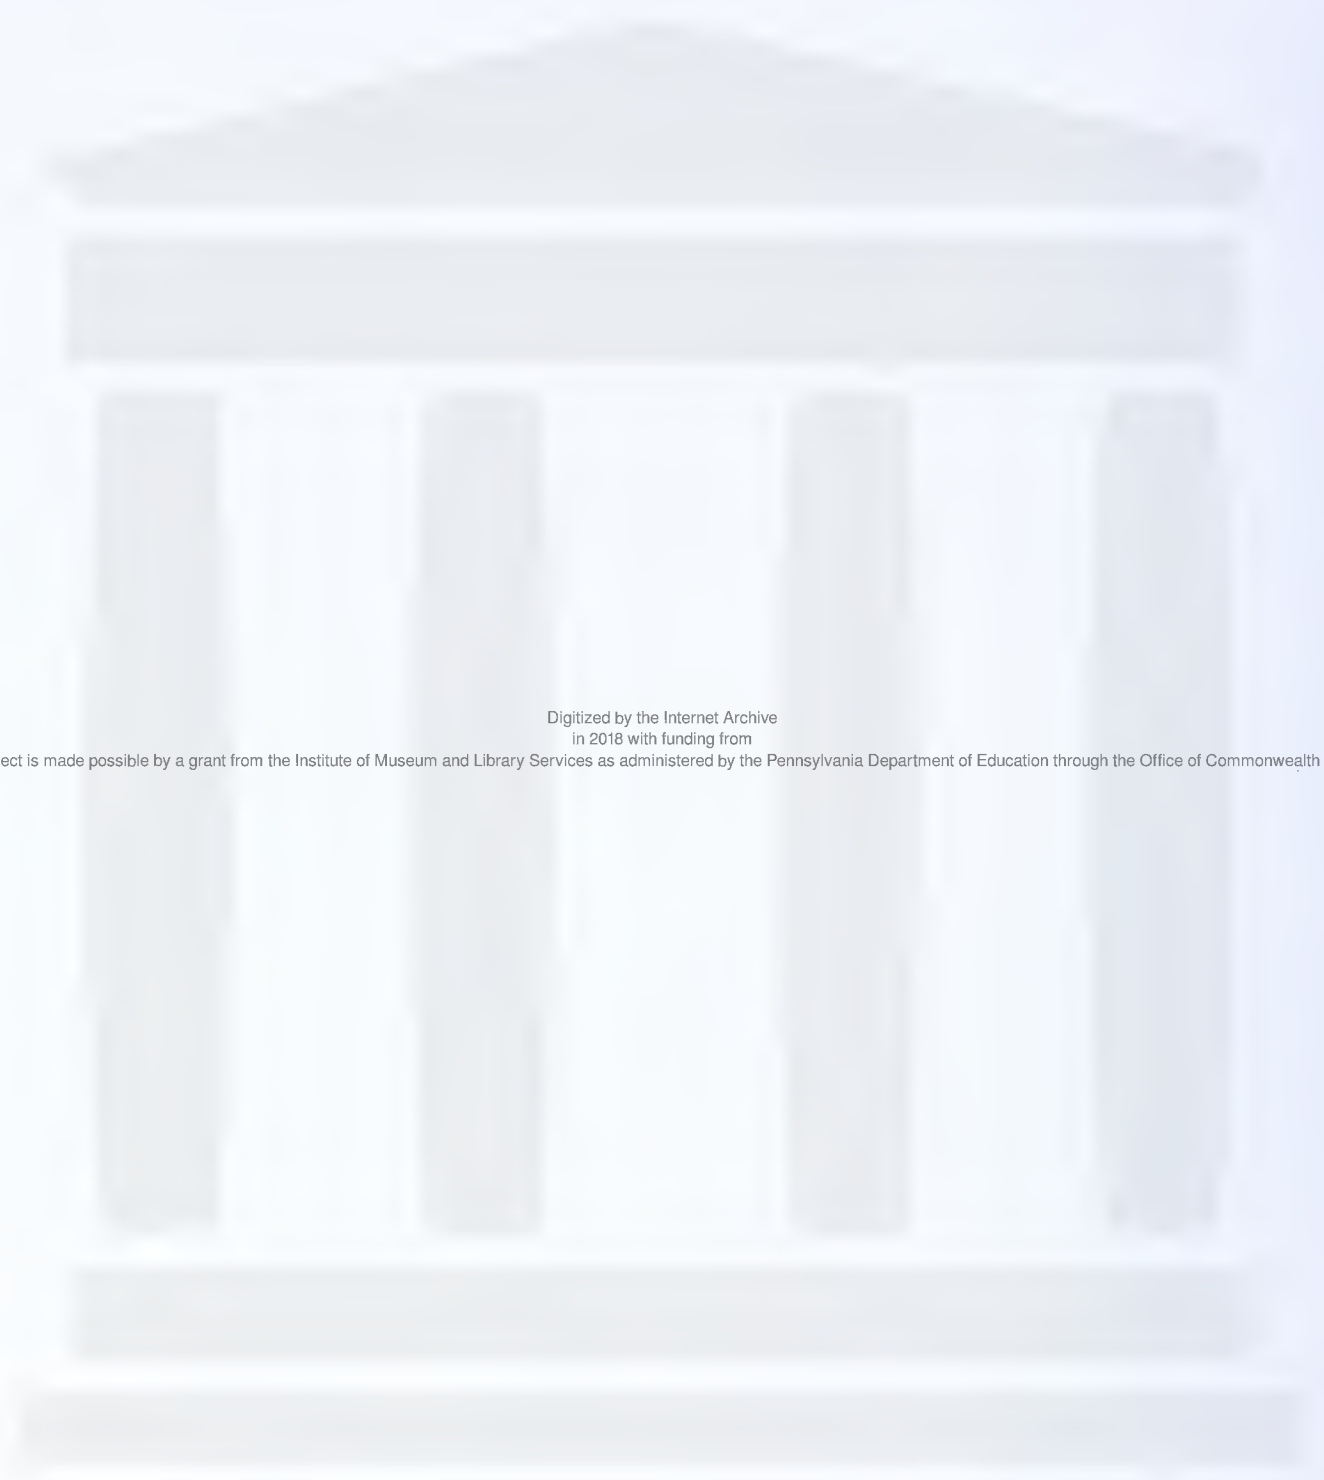 Digitized by the Internet Archive
in 2018 with funding from
ect is made possible by a grant from the Institute of Museum and Library Services as administered by the Pennsylvania Department of Education through the Office of Commonwealth